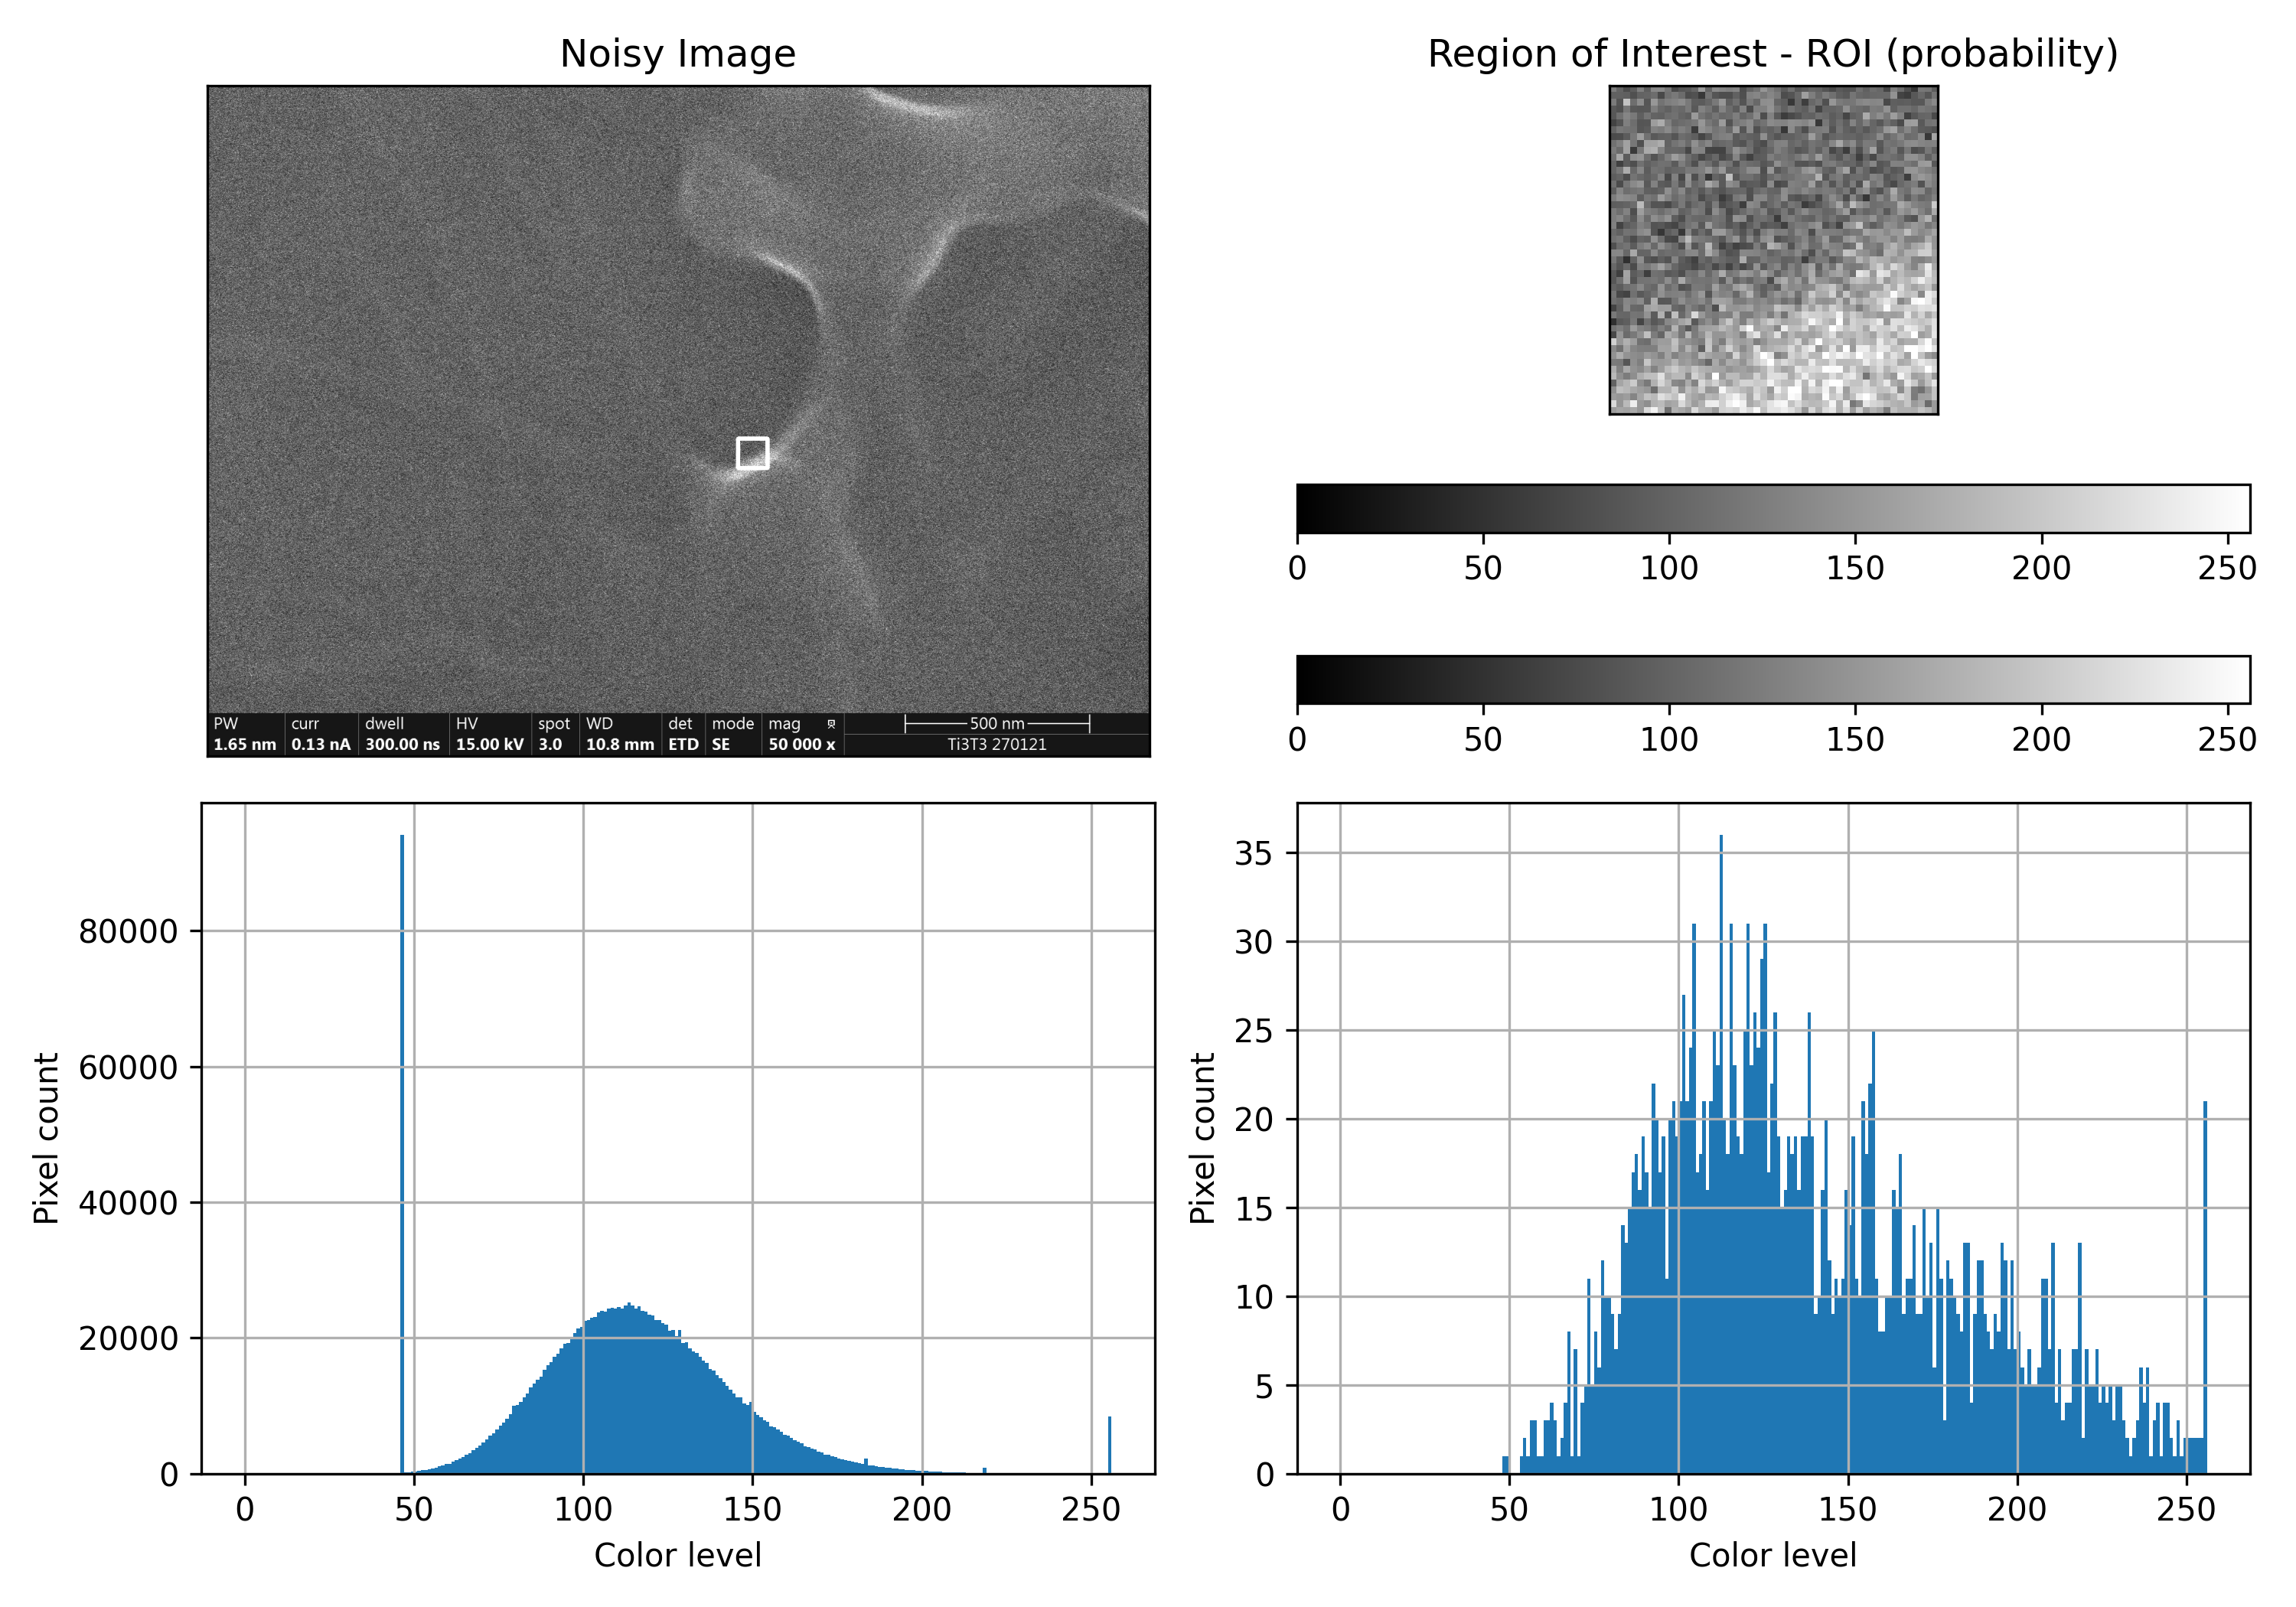 Noisy Image
Region of Interest - ROI (probability)
PW curr dwell HV spot WD det mode mag
1.65 nm 0.13 nA 300.00 ns 15.00 kV 3.0 10.8 mm ETD SE 50 000 x
500 nm
Ti3T3 270121
0 50 100 150 200 250
0 50 100 150 200 250
Pixel count
80000
60000
40000
20000
0
0 50 100 150 200 250
Color level
Pixel count
35
30
25
20
15
10
5
0
0 50 100 150 200 250
Color level